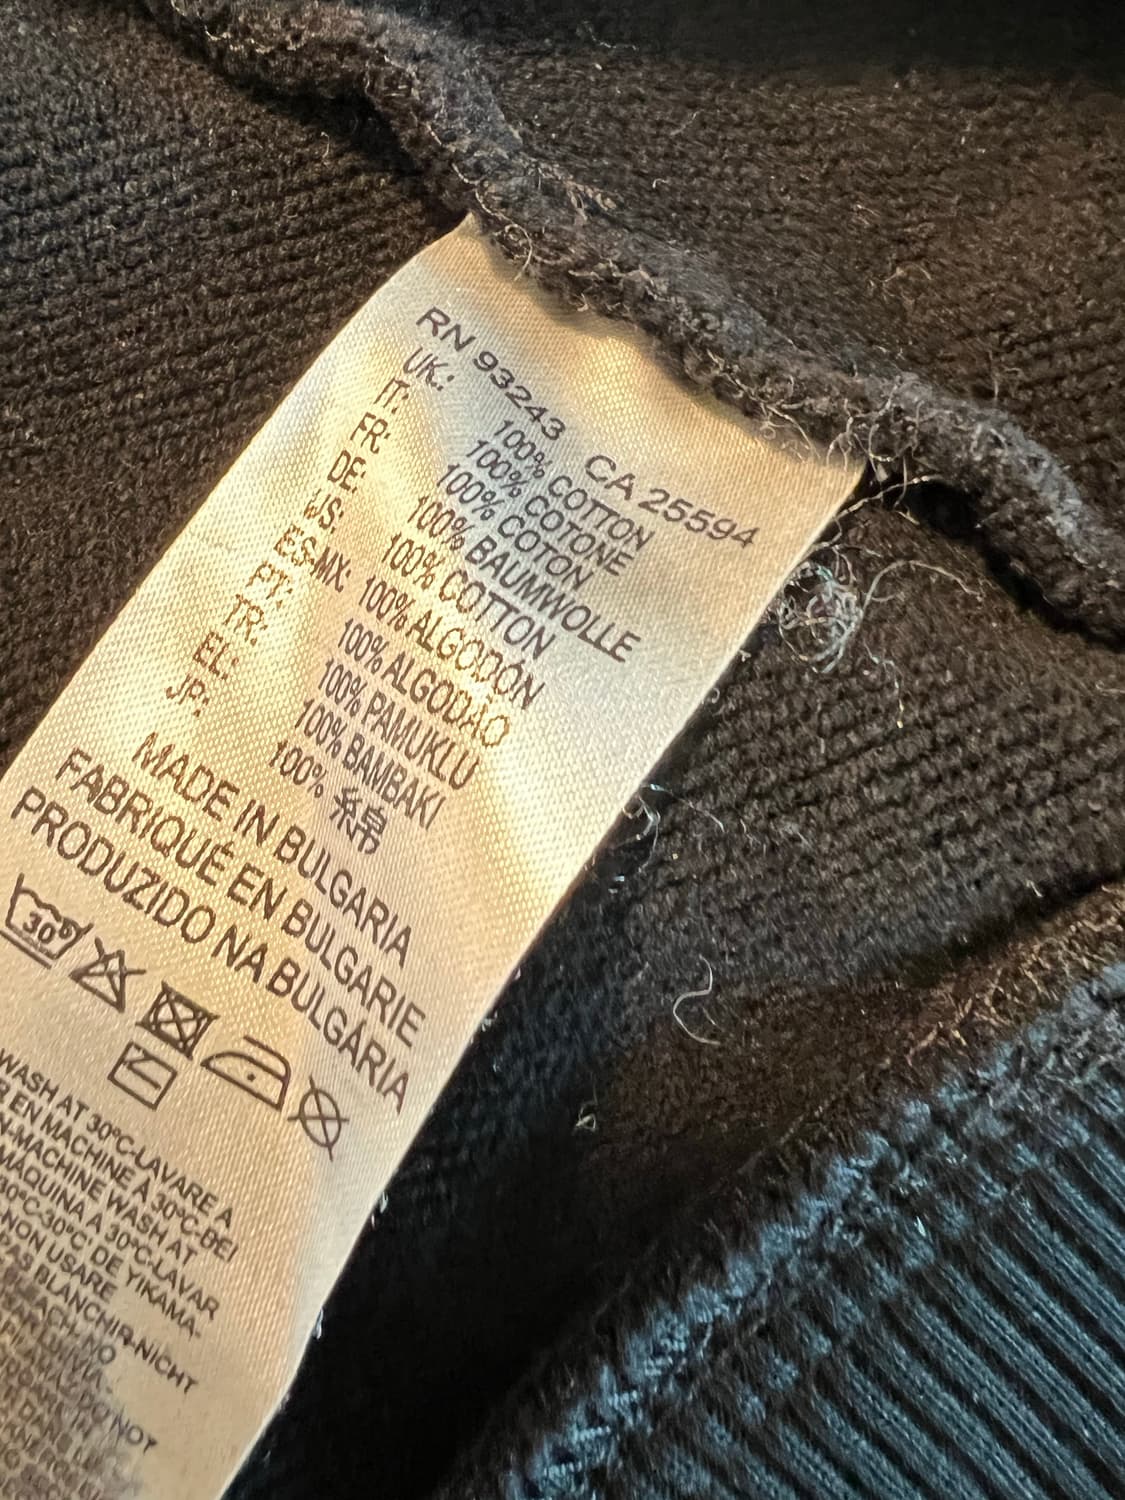 RN 93243 CA 25594
UK: 100% COTTON
IT: 100% COTONE
FR: 100% COTON
DE: 100% BAUMWOLLE
US: 100% COTTON
ES-MX: 100% ALGODÓN
PT: 100% ALGODÃO
TR: 100% PAMUKLU
EL: 100% BAMBAKI
JP: 100% 綿
MADE IN BULGARIA
FABRIQUÉ EN BULGARIE
PRODUZIDO NA BULGÁRIA
30°
WASH AT 30°C-LAVARE A
EN MACHINE À 30°C-BEI
MACHINE WASH AT
MÁQUINA A 30°C-LAVAR
30°C-30°C DE YIKAMA-
NON USARE
PAS BLANCHIR-NICHT
NO
NOT